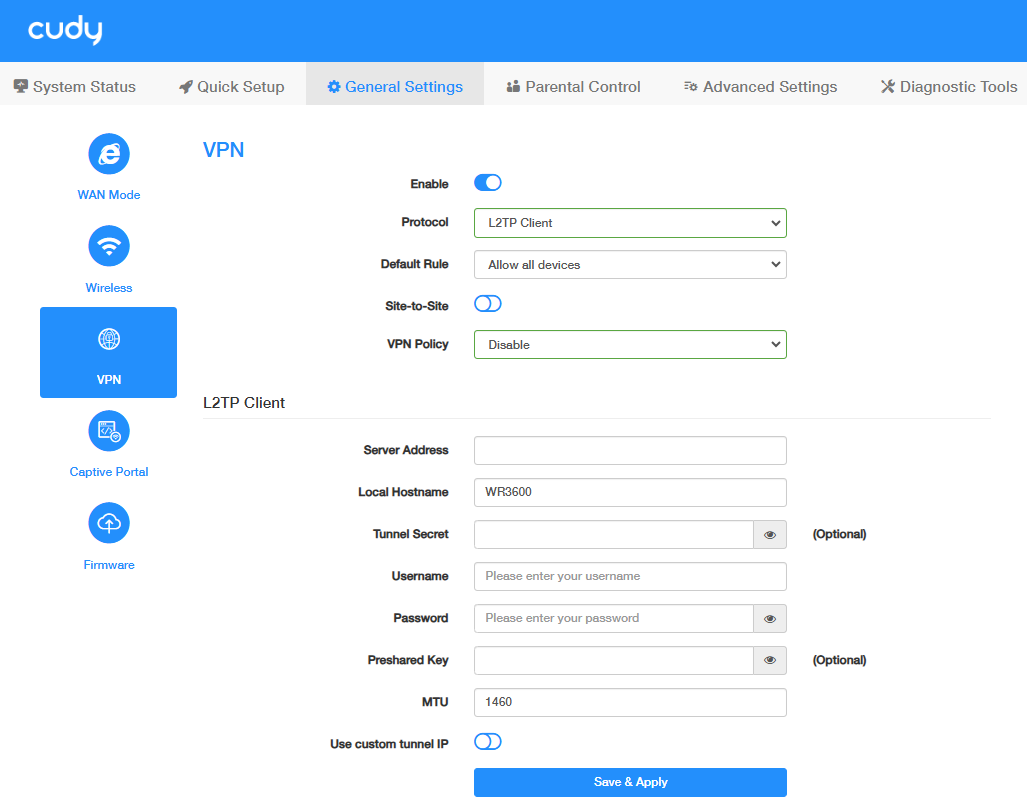 cudy
System Status Quick Setup General Settings Parental Control Advanced Settings Diagnostic Tools
WAN Mode
Wireless
VPN
Captive Portal
Firmware
VPN
Enable
Protocol L2TP Client
Default Rule Allow all devices
Site-to-Site
VPN Policy Disable
L2TP Client
Server Address
Local Hostname WR3600
Tunnel Secret (Optional)
Username Please enter your username
Password Please enter your password
Preshared Key (Optional)
MTU 1460
Use custom tunnel IP
Save & Apply